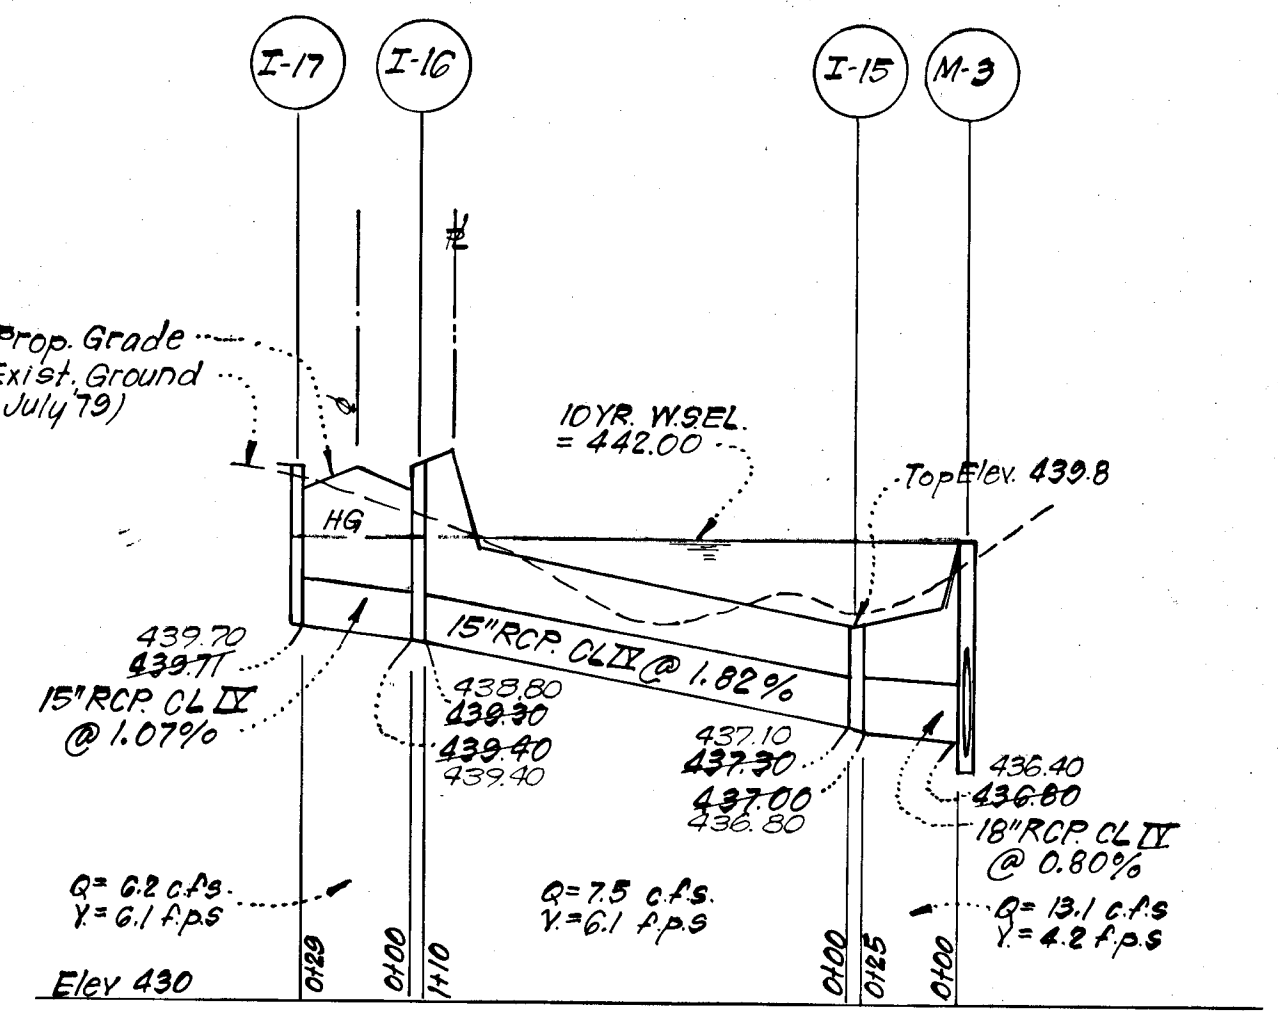 I-17
I-16
I-15
M-3
Prop. Grade
Exist. Ground
July '79)
10 YR. W.S.EL.
= 442.00
Top Elev. 439.8
HG
439.70
439.71
15" RCP. CL IV
@ 1.07%
15" RCP. CL IV @ 1.82%
438.80
439.30
439.40
439.40
437.10
437.30
437.00
436.80
436.40
436.80
18" RCP. CL IV
@ 0.80%
Q= 6.2 c.f.s.
V.= 6.1 f.p.s
Q= 7.5 c.f.s.
V.= 6.1 f.p.s
Q= 13.1 c.f.s
V.= 4.2 f.p.s
0+29
0+00
1+10
0+00
0+25
0+00
Elev 430